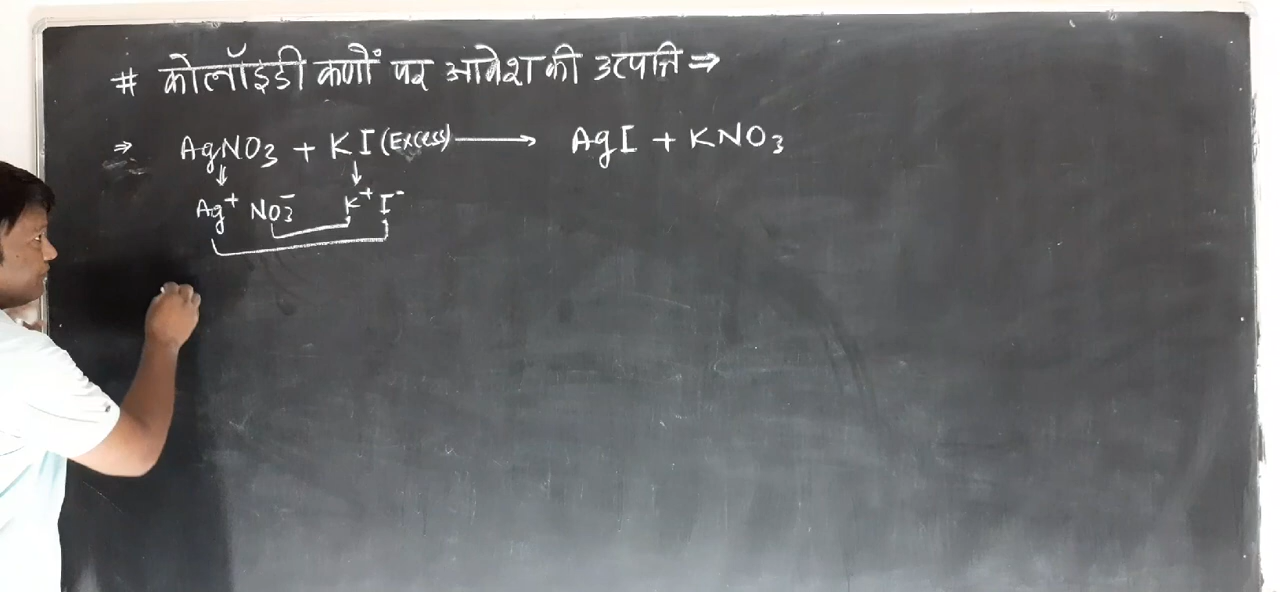 # कोलॉइडी कणों पर आवेश की उत्पत्ति ⇒
⇒ AgNO₃ + KI (Excess) ⟶ AgI + KNO₃
⇓ ↓
Ag⁺ NO₃⁻ K⁺ I⁻